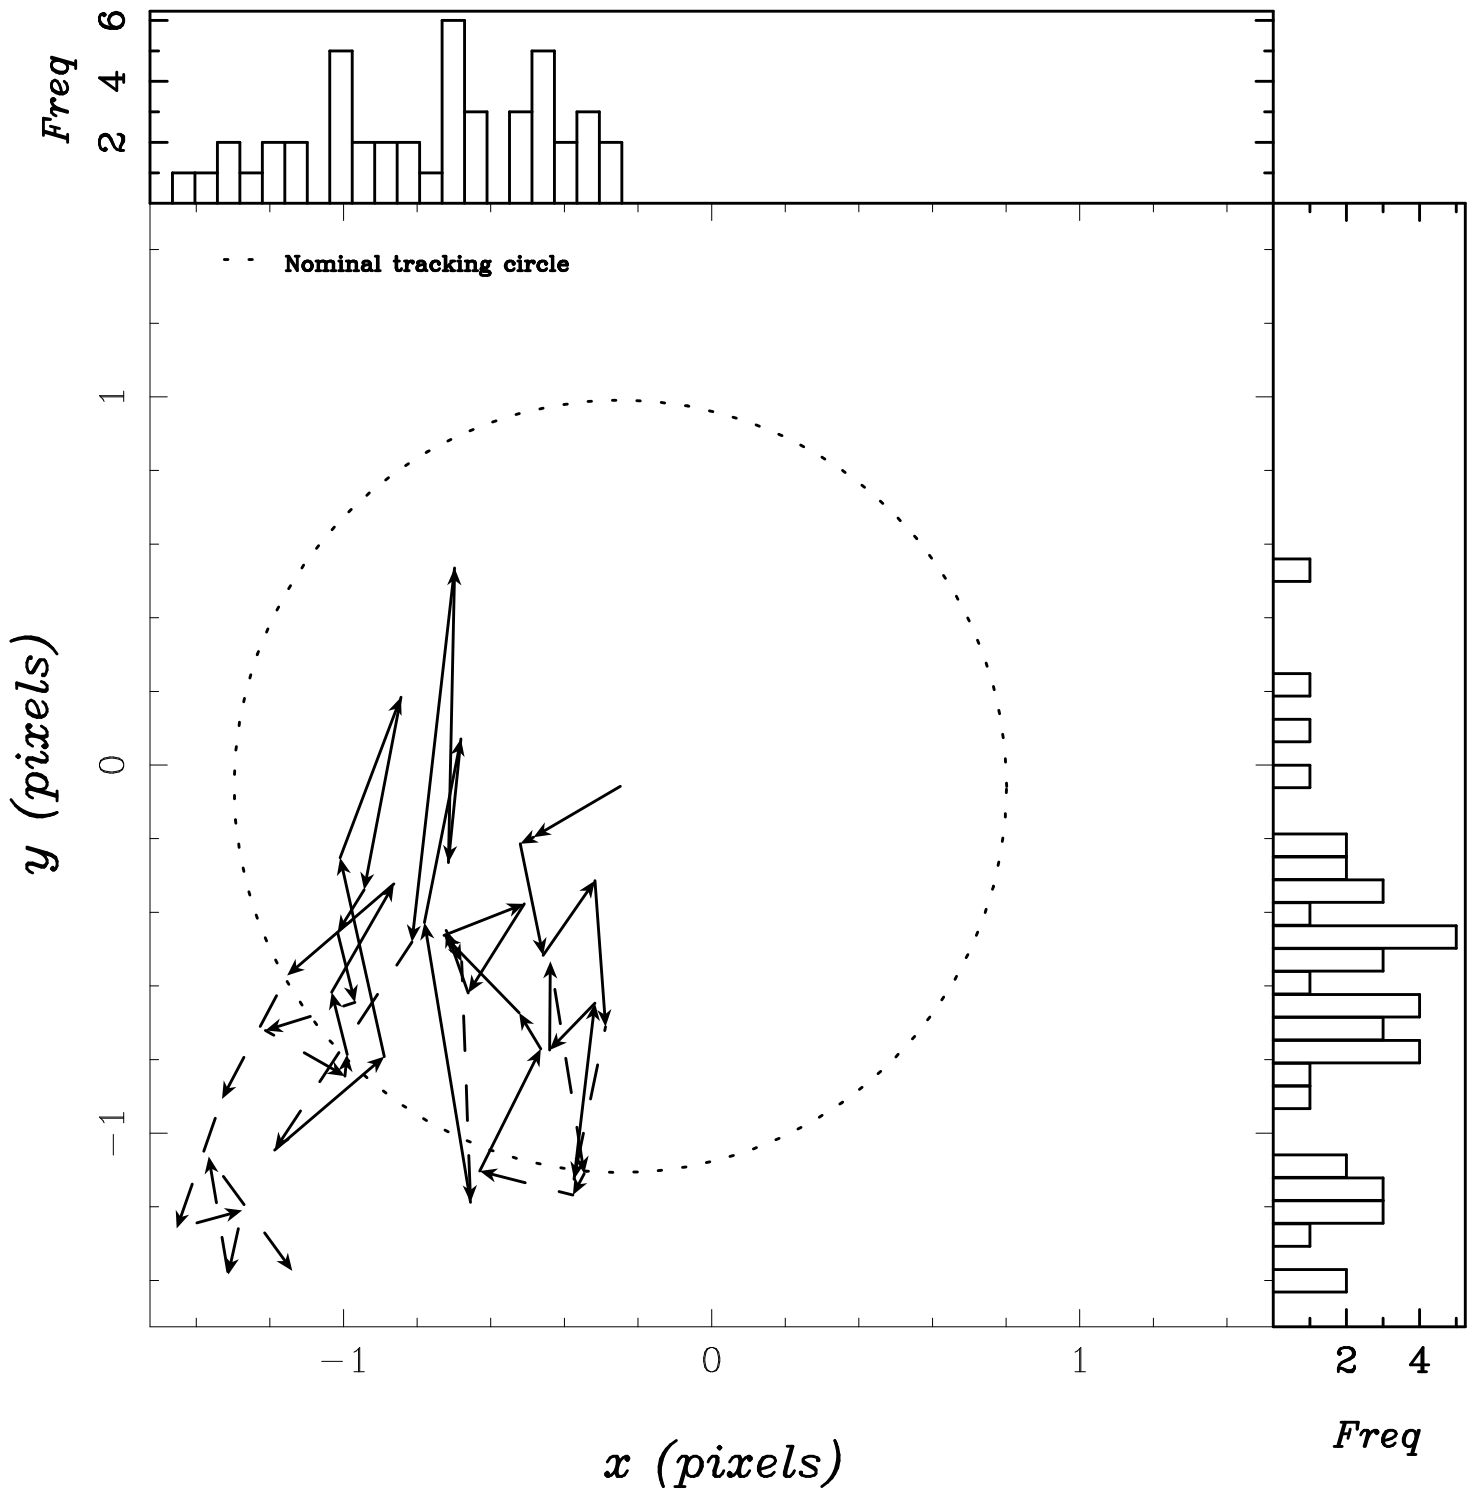 Freq
6
4
2
Nominal tracking circle
y (pixels)
1
0
−1
−1 0 1
x (pixels)
2 4
Freq